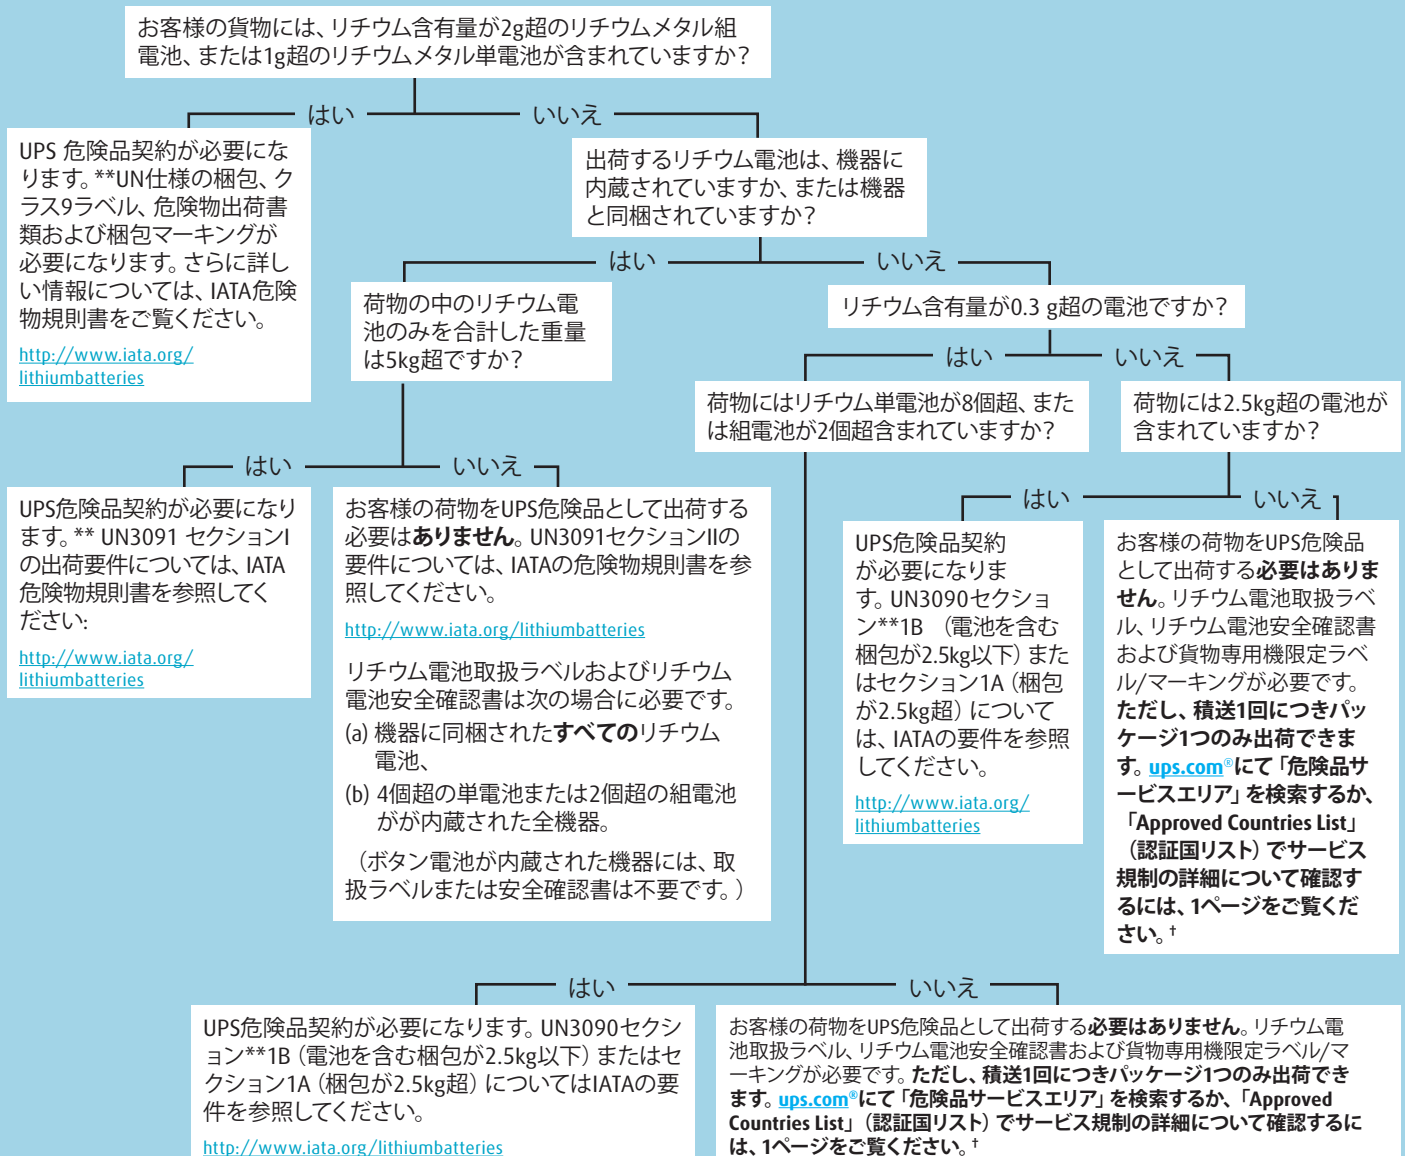 お客様の貨物には、リチウム含有量が2g超のリチウムメタル組
電池、または1g超のリチウムメタル単電池が含まれていますか？
はい
いいえ
UPS 危険品契約が必要にな
ります。**UN仕様の梱包、ク
ラス9ラベル、危険物出荷書
類および梱包マーキングが
必要になります。さらに詳し
い情報については、IATA危険
物規則書をご覧ください。
http://www.iata.org/
lithiumbatteries
出荷するリチウム電池は、機器に
内蔵されていますか、または機器
と同梱されていますか？
はい
いいえ
荷物の中のリチウム電
池のみを合計した重量
は5kg超ですか？
リチウム含有量が0.3 g超の電池ですか？
はい
いいえ
荷物にはリチウム単電池が8個超、また
は組電池が2個超含まれていますか？
荷物には2.5kg超の電池が
含まれていますか？
はい
いいえ
UPS危険品契約が必要になり
ます。** UN3091 セクションI
の出荷要件については、IATA
危険物規則書を参照してく
ださい:
http://www.iata.org/
lithiumbatteries
お客様の荷物をUPS危険品として出荷する
必要はありません。UN3091セクションIIの
要件については、IATAの危険物規則書を参
照してください。
http://www.iata.org/lithiumbatteries
リチウム電池取扱ラベルおよびリチウム
電池安全確認書は次の場合に必要です。
(a) 機器に同梱されたすべてのリチウム
電池、
(b) 4個超の単電池または2個超の組電池
がが内蔵された全機器。
（ボタン電池が内蔵された機器には、取
扱ラベルまたは安全確認書は不要です。）
はい
いいえ
UPS危険品契約
が必要になりま
す。UN3090セクショ
ン**1B （電池を含む
梱包が2.5kg以下）また
はセクション1A（梱包
が2.5kg超）について
は、IATAの要件を参照
してください。
http://www.iata.org/
lithiumbatteries
お客様の荷物をUPS危険品
として出荷する必要はありま
せん。リチウム電池取扱ラベ
ル、リチウム電池安全確認書
および貨物専用機限定ラベ
ル/マーキングが必要です。
ただし、積送1回につきパッ
ケージ1つのみ出荷できま
す。ups.com®にて「危険品サ
ービスエリア」を検索するか、
「Approved Countries List」
（認証国リスト）でサービス
規制の詳細について確認す
るには、1ページをご覧くだ
さい。†
はい
いいえ
UPS危険品契約が必要になります。UN3090セクシ
ョン**1B（電池を含む梱包が2.5kg以下）またはセ
クション1A（梱包が2.5kg超）についてはIATAの要
件を参照してください。
http://www.iata.org/lithiumbatteries
お客様の荷物をUPS危険品として出荷する必要はありません。リチウム電
池取扱ラベル、リチウム電池安全確認書および貨物専用機限定ラベル/マ
ーキングが必要です。ただし、積送1回につきパッケージ1つのみ出荷でき
ます。ups.com®にて「危険品サービスエリア」を検索するか、「Approved
Countries List」（認証国リスト）でサービス規制の詳細について確認するに
は、1ページをご覧ください。†